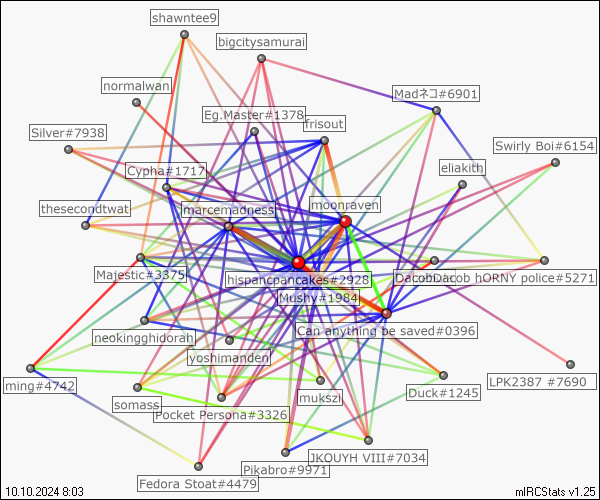 shawntee9
bigcitysamurai
normalwan
Madネコ#6901
Eg.Master#1378
frisout
Silver#7938
Swirly Boi#6154
Cypha#1717
eliakith
thesecondtwat
marcemadness
moonraven
Majestic#3375
hispancpancakes#2928
DacobDacob hORNY police#5271
Mushy#1984
neokingghidorah
Can anything be saved#0396
yoshimanden
ming#4742
LPK2387 #7690
somass
mukszi
Duck#1245
Pocket Persona#3326
JKOUYH VIII#7034
Pikabro#9971
Fedora Stoat#4479
10.10.2024 8:03
mIRCStats v1.25